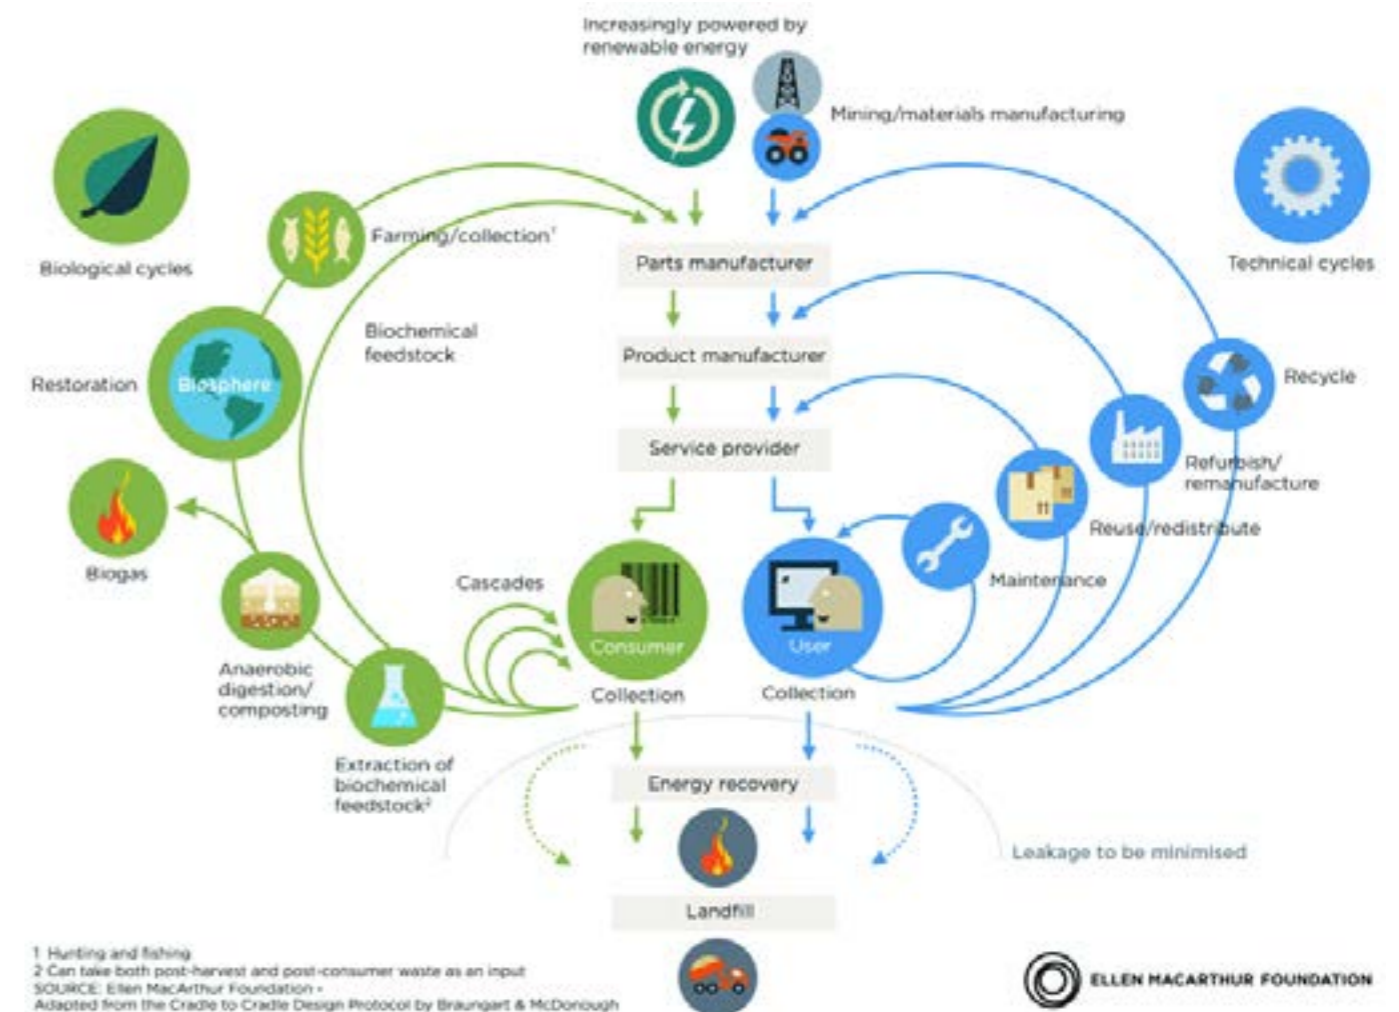 Increasingly powered by
renewable energy
Mining/materials manufacturing
Biological cycles
Technical cycles
Farming/collection¹
Parts manufacturer
Biochemical
feedstock
Product manufacturer
Restoration
Biosphere
Recycle
Service provider
Refurbish/
remanufacture
Reuse/redistribute
Biogas
Cascades
Maintenance
Consumer
User
Anaerobic
digestion/
composting
Collection
Collection
Extraction of
biochemical
feedstock²
Energy recovery
Leakage to be minimised
Landfill
1 Hunting and fishing
2 Can take both post-harvest and post-consumer waste as an input
SOURCE: Ellen MacArthur Foundation -
Adapted from the Cradle to Cradle Design Protocol by Braungart & McDonough
ELLEN MACARTHUR FOUNDATION